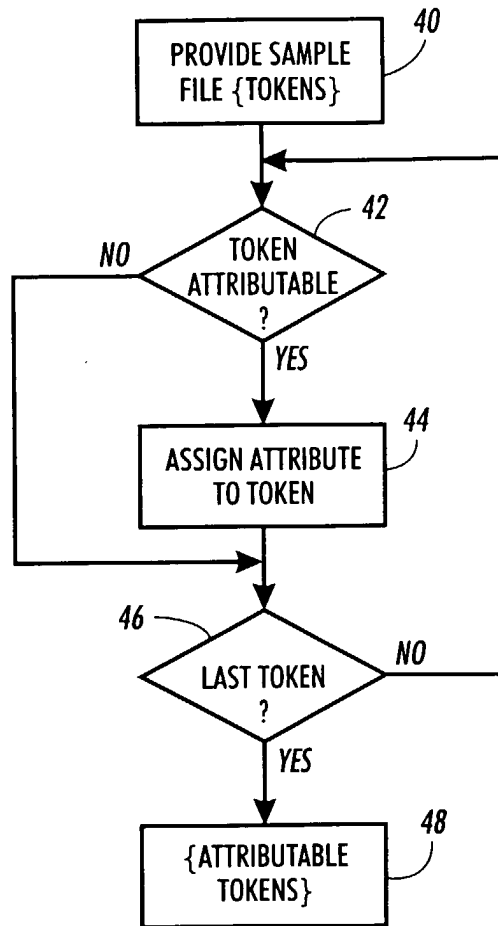 40
PROVIDE SAMPLE
FILE {TOKENS}
42
NO
TOKEN
ATTRIBUTABLE
?
YES
44
ASSIGN ATTRIBUTE
TO TOKEN
46
NO
LAST TOKEN
?
YES
48
{ATTRIBUTABLE
TOKENS}